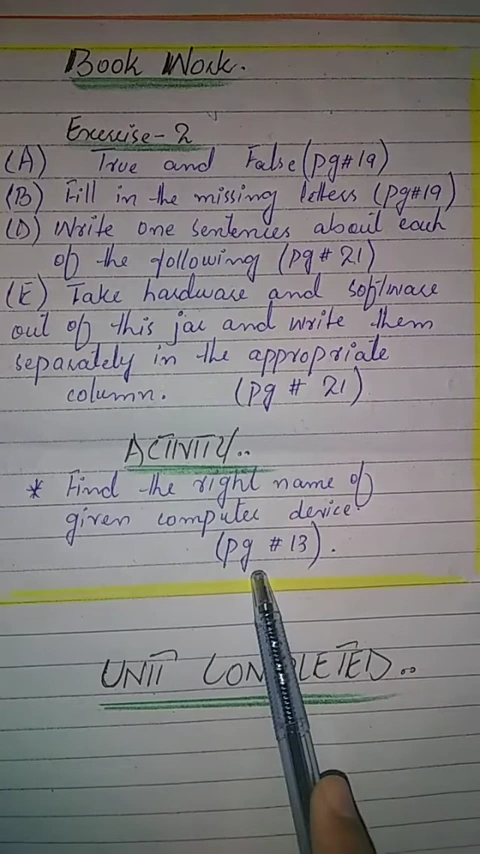 Book Work.
Exercise-2
(A) True and False (pg#19)
(B) Fill in the missing letters (pg#19)
(D) Write one sentences about each
of the following (pg # 21)
(E) Take hardware and software
out of this jar and write them
separately in the appropriate
column. (pg # 21)
ACTIVITY..
* Find the right name of
given computer device
(pg # 13).
UNIT COMPLETED..